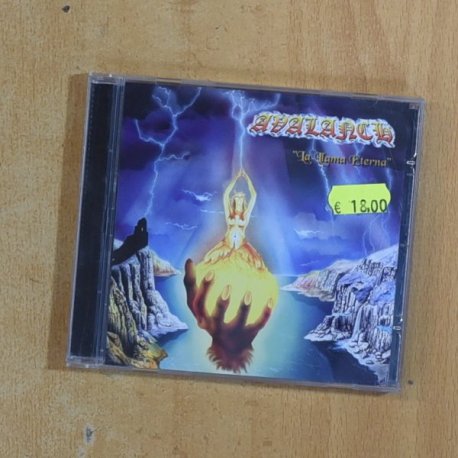 AVALANCH
"La Llama Eterna"
€ 18.00